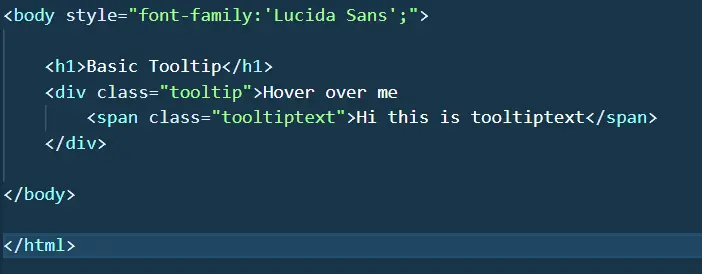 <body style="font-family:'Lucida Sans';">
<h1>Basic Tooltip</h1>
<div class="tooltip">Hover over me
<span class="tooltiptext">Hi this is tooltiptext</span>
</div>
</body>
</html>